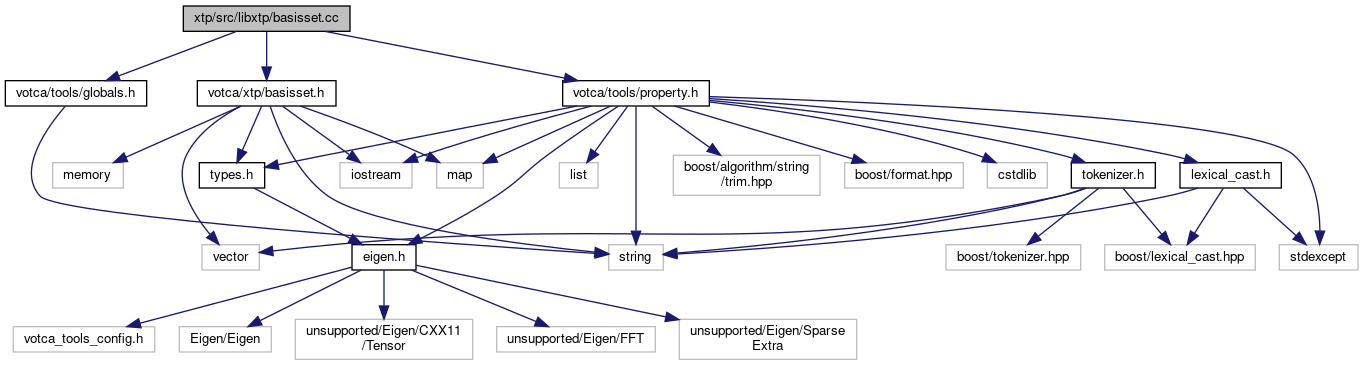 xtp/src/libxtp/basisset.cc
votca/tools/globals.h
votca/xtp/basisset.h
votca/tools/property.h
memory
types.h
iostream
map
list
boost/algorithm/string
/trim.hpp
boost/format.hpp
cstdlib
tokenizer.h
lexical_cast.h
vector
eigen.h
string
boost/tokenizer.hpp
boost/lexical_cast.hpp
stdexcept
votca_tools_config.h
Eigen/Eigen
unsupported/Eigen/CXX11
/Tensor
unsupported/Eigen/FFT
unsupported/Eigen/Sparse
Extra